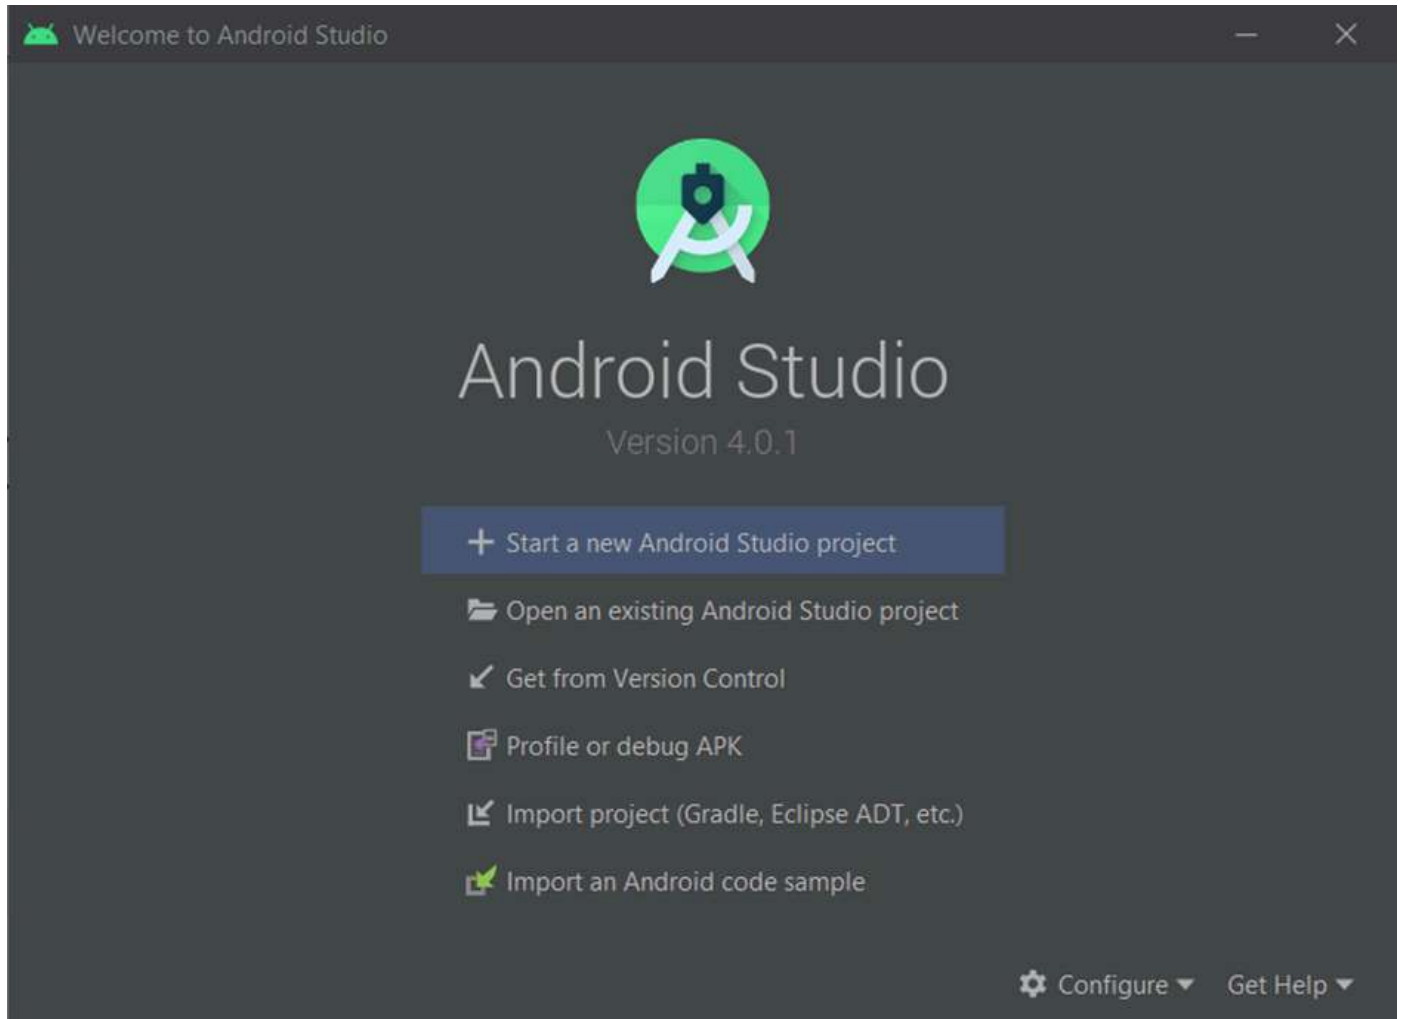 Welcome to Android Studio
Android Studio
Version 4.0.1
Start a new Android Studio project
Open an existing Android Studio project
Get from Version Control
Profile or debug APK
Import project (Gradle, Eclipse ADT, etc.)
Import an Android code sample
Configure Get Help